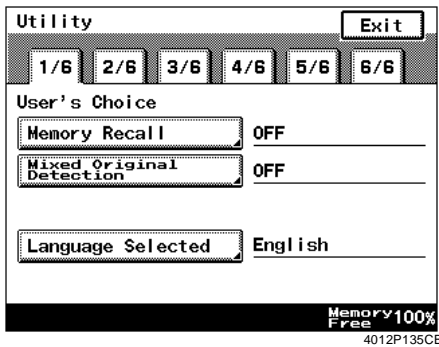 Utility
Exit
1/6 2/6 3/6 4/6 5/6 6/6
User's Choice
Memory Recall OFF
Mixed Original
Detection OFF
Language Selected English
Memory
Free 100%
4012P135CE